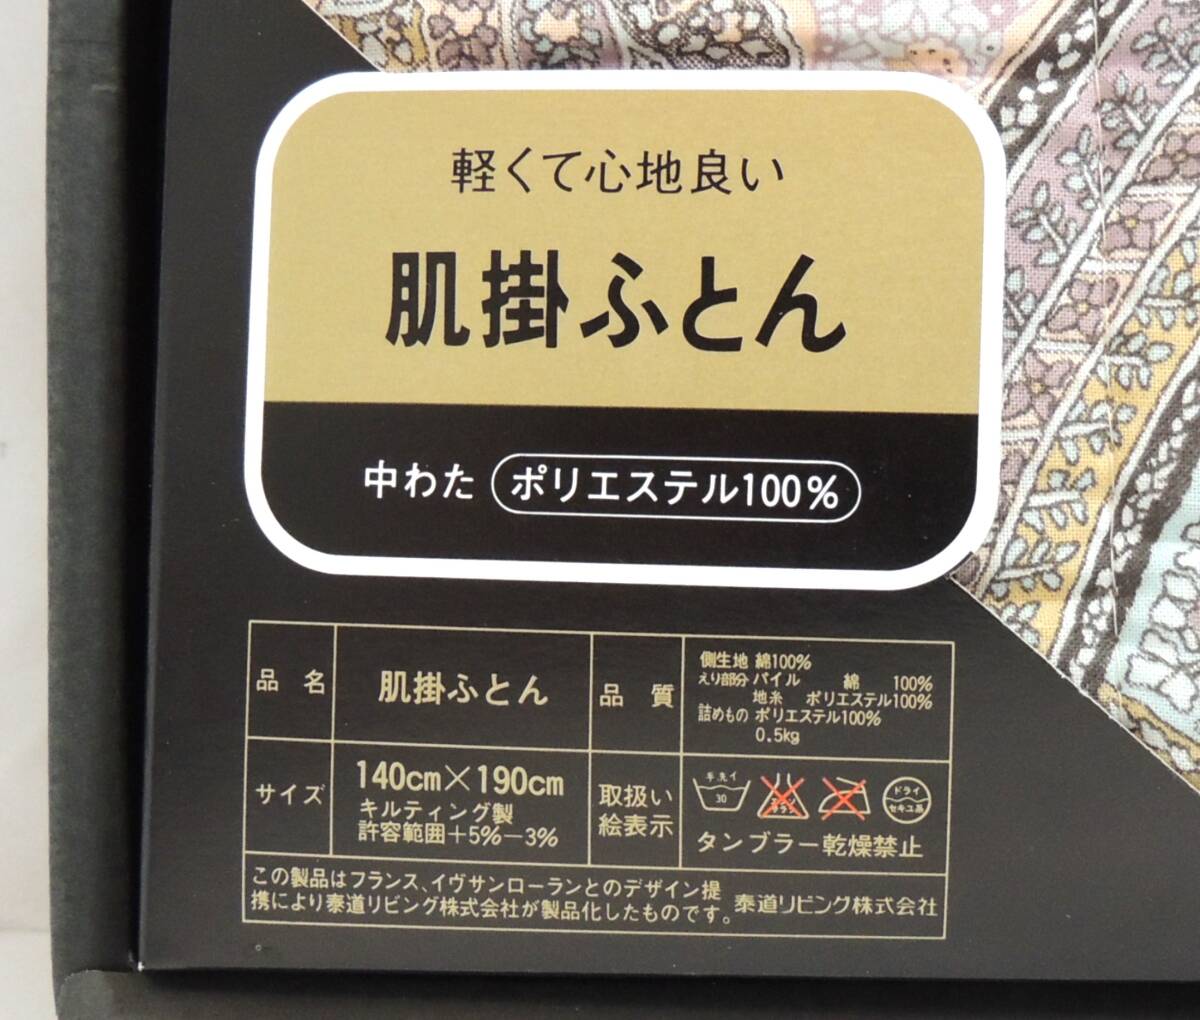 軽くて心地良い
肌掛ふとん
中わた ポリエステル100%
品名 肌掛ふとん
品質
側生地 綿100%
えり部分 パイル 綿 100%
地糸 ポリエステル100%
詰めもの ポリエステル100%
0.5kg
サイズ
140cm×190cm
キルティング製
許容範囲+5%−3%
取扱い
絵表示
手洗イ
30
エンソ
サラシ
ドライ
セキユ系
タンブラー乾燥禁止
この製品はフランス、イヴサンローランとのデザイン提
携により泰道リビング株式会社が製品化したものです。
泰道リビング株式会社